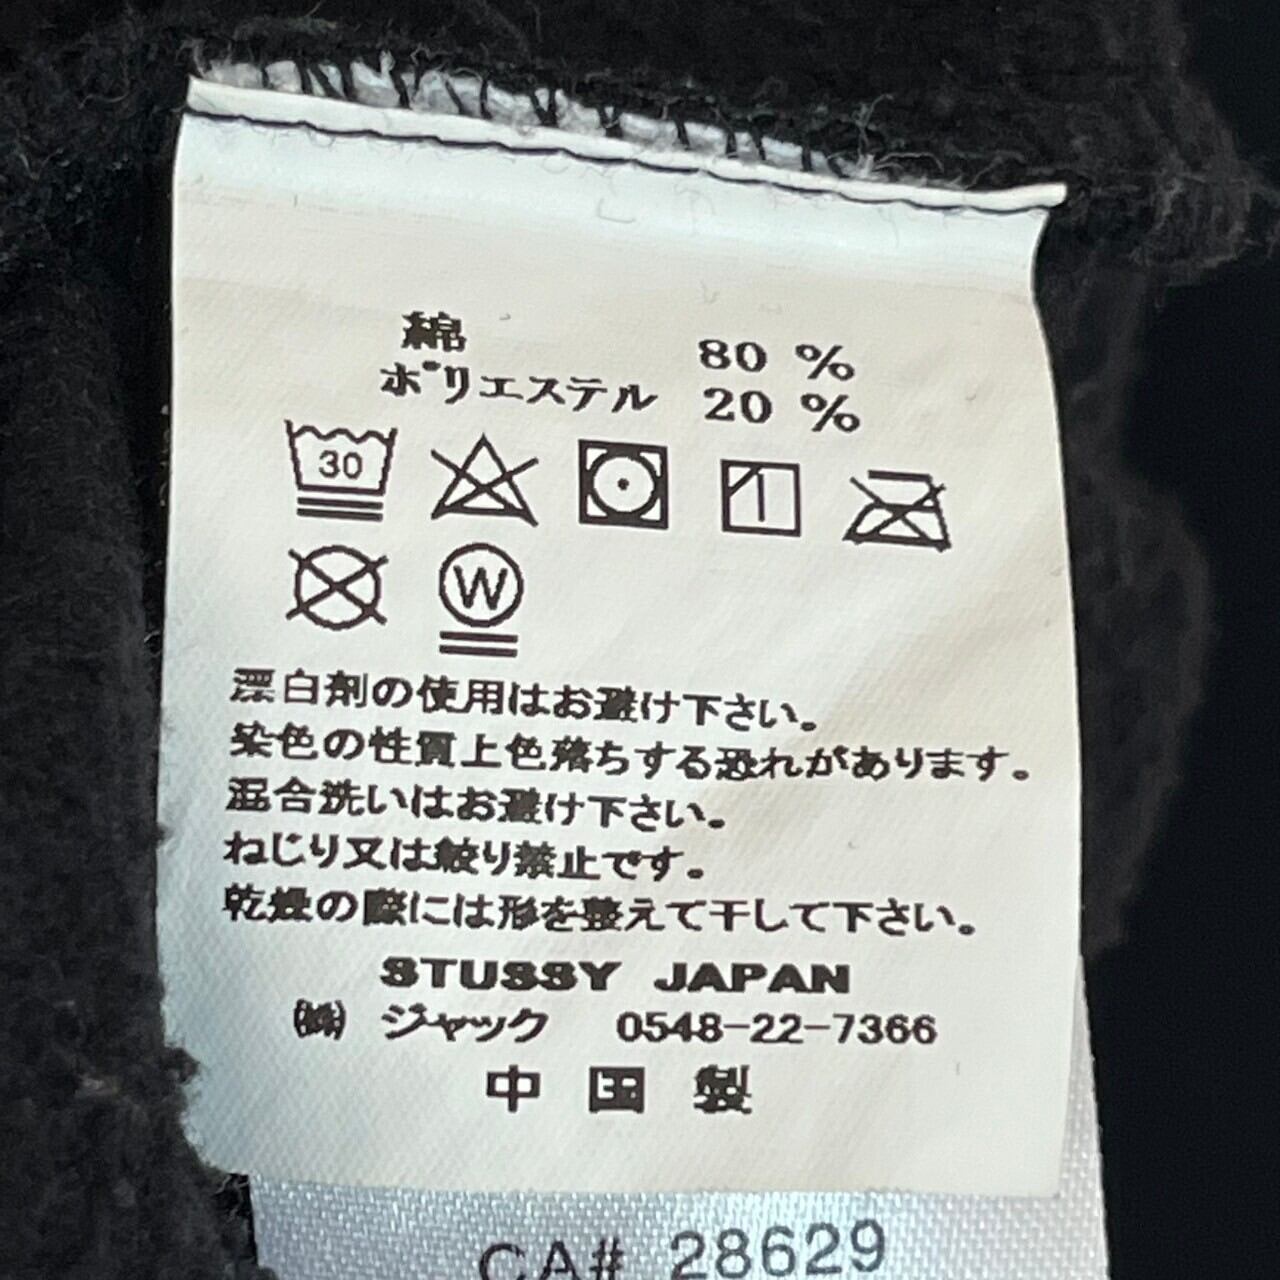 綿 80 %
ポリエステル 20 %
30
W
漂白剤の使用はお避け下さい。
染色の性質上色落ちする恐れがあります。
混合洗いはお避け下さい。
ねじり又は絞り禁止です。
乾燥の際には形を整えて干して下さい。
STUSSY JAPAN
㈱ ジャック 0548-22-7366
中国製
CA# 28629